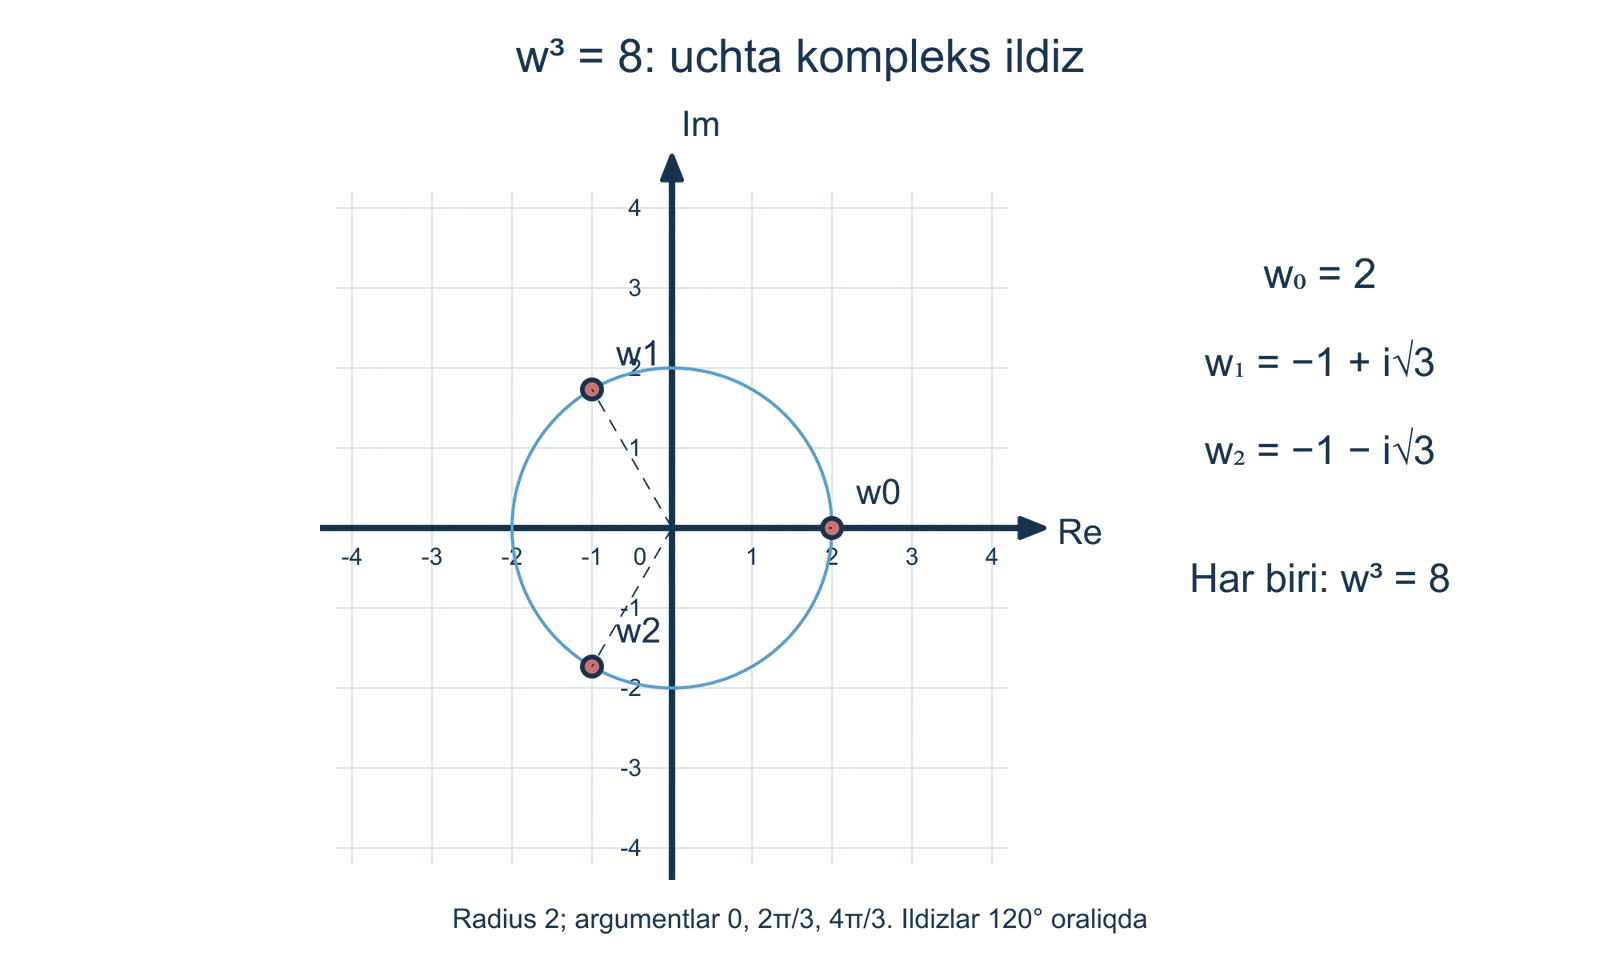 w³ = 8: uchta kompleks ildiz
Im
4
3
w1
2
1
w0
-4 -3 -2 -1 0 1 2 3 4
Re
-1
w2
-2
-3
-4
w₀ = 2
w₁ = −1 + i√3
w₂ = −1 − i√3
Har biri: w³ = 8
Radius 2; argumentlar 0, 2π/3, 4π/3. Ildizlar 120° oraliqda